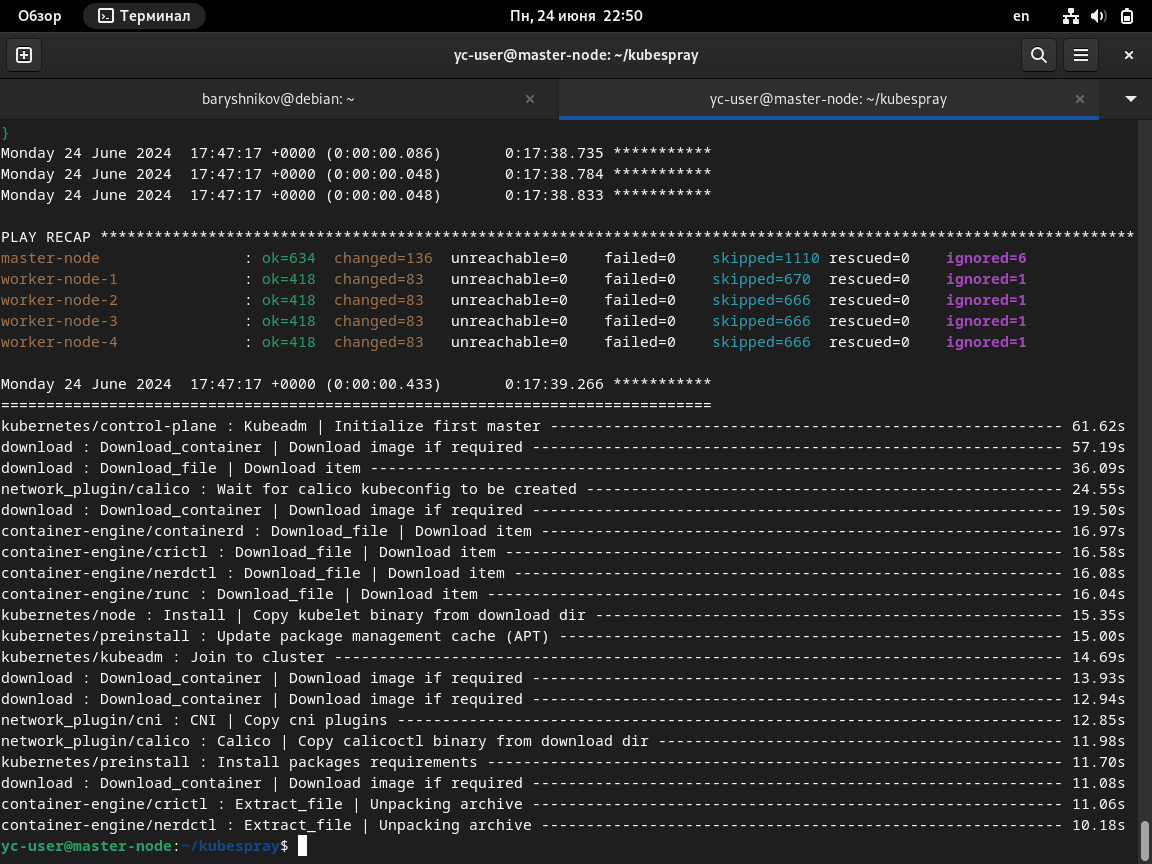 Обзор Терминал Пн, 24 июня 22:50 en
yc-user@master-node: ~/kubespray
baryshnikov@debian: ~ yc-user@master-node: ~/kubespray
}
Monday 24 June 2024  17:47:17 +0000 (0:00:00.086)       0:17:38.735 ***********
Monday 24 June 2024  17:47:17 +0000 (0:00:00.048)       0:17:38.784 ***********
Monday 24 June 2024  17:47:17 +0000 (0:00:00.048)       0:17:38.833 ***********
PLAY RECAP *******************************************************************************************************************
master-node                : ok=634  changed=136  unreachable=0    failed=0    skipped=1110 rescued=0    ignored=6
worker-node-1              : ok=418  changed=83   unreachable=0    failed=0    skipped=670  rescued=0    ignored=1
worker-node-2              : ok=418  changed=83   unreachable=0    failed=0    skipped=666  rescued=0    ignored=1
worker-node-3              : ok=418  changed=83   unreachable=0    failed=0    skipped=666  rescued=0    ignored=1
worker-node-4              : ok=418  changed=83   unreachable=0    failed=0    skipped=666  rescued=0    ignored=1
Monday 24 June 2024  17:47:17 +0000 (0:00:00.433)       0:17:39.266 ***********
===============================================================================
kubernetes/control-plane : Kubeadm | Initialize first master --------------------------------------------------------- 61.62s
download : Download_container | Download image if required ----------------------------------------------------------- 57.19s
download : Download_file | Download item ----------------------------------------------------------------------------- 36.09s
network_plugin/calico : Wait for calico kubeconfig to be created ----------------------------------------------------- 24.55s
download : Download_container | Download image if required ----------------------------------------------------------- 19.50s
container-engine/containerd : Download_file | Download item ---------------------------------------------------------- 16.97s
container-engine/crictl : Download_file | Download item -------------------------------------------------------------- 16.58s
container-engine/nerdctl : Download_file | Download item ------------------------------------------------------------- 16.08s
container-engine/runc : Download_file | Download item ---------------------------------------------------------------- 16.04s
kubernetes/node : Install | Copy kubelet binary from download dir ---------------------------------------------------- 15.35s
kubernetes/preinstall : Update package management cache (APT) -------------------------------------------------------- 15.00s
kubernetes/kubeadm : Join to cluster --------------------------------------------------------------------------------- 14.69s
download : Download_container | Download image if required ----------------------------------------------------------- 13.93s
download : Download_container | Download image if required ----------------------------------------------------------- 12.94s
network_plugin/cni : CNI | Copy cni plugins -------------------------------------------------------------------------- 12.85s
network_plugin/calico : Calico | Copy calicoctl binary from download dir --------------------------------------------- 11.98s
kubernetes/preinstall : Install packages requirements ---------------------------------------------------------------- 11.70s
download : Download_container | Download image if required ----------------------------------------------------------- 11.08s
container-engine/crictl : Extract_file | Unpacking archive ----------------------------------------------------------- 11.06s
container-engine/nerdctl : Extract_file | Unpacking archive ---------------------------------------------------------- 10.18s
yc-user@master-node:~/kubespray$